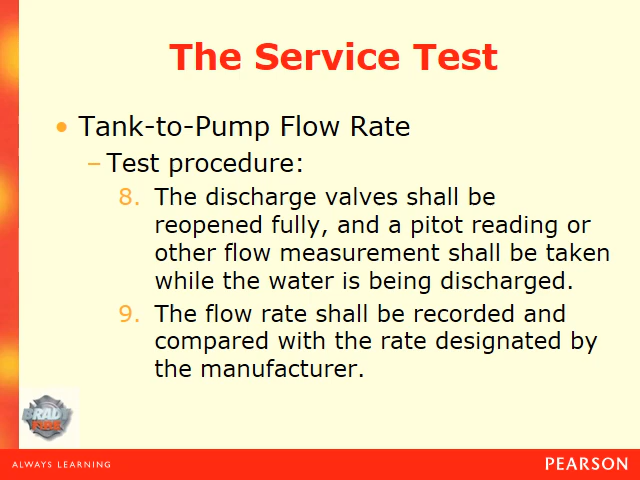 The Service Test
• Tank-to-Pump Flow Rate
– Test procedure:
8. The discharge valves shall be
reopened fully, and a pitot reading or
other flow measurement shall be taken
while the water is being discharged.
9. The flow rate shall be recorded and
compared with the rate designated by
the manufacturer.
BRADY
FIRE
ALWAYS LEARNING
PEARSON